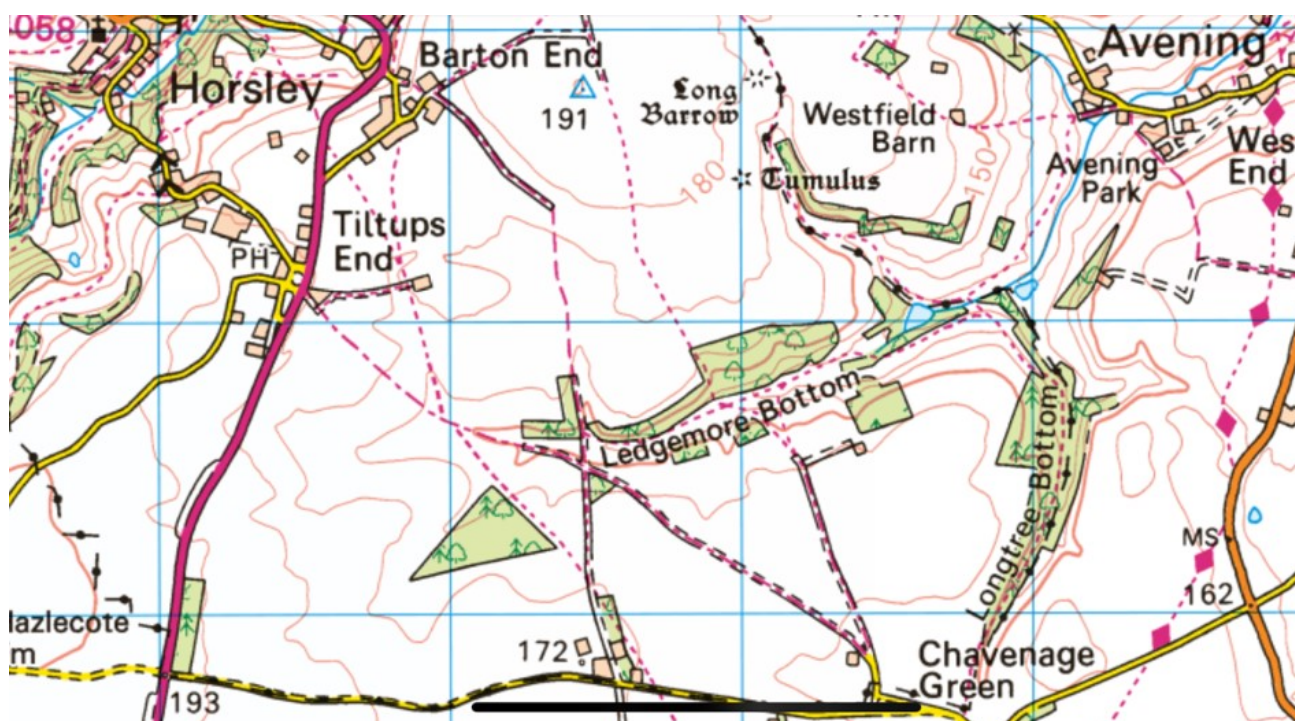 058
Avening
Barton End
Horsley
Long
Barrow
191
Westfield
Barn
Avening
Park
West
End
150
180
Tumulus
Tiltups
End
PH
Ledgemore Bottom
Longtree Bottom
MS
162
lazlecote
m
172
Chavenage
Green
193